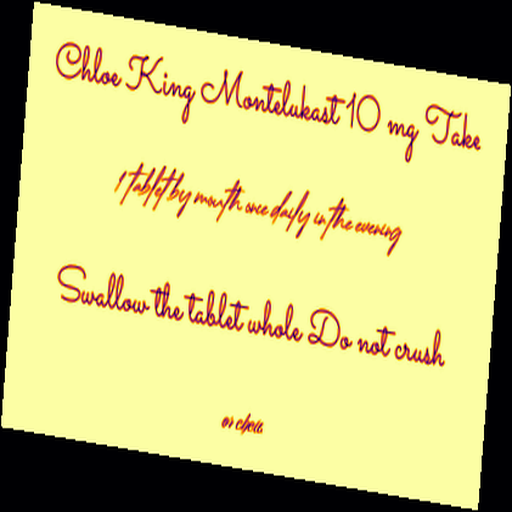 Chloe King Montelukast 10 mg Take
1 tablet by mouth once daily in the evening
Swallow the tablet whole Do not crush
or chew